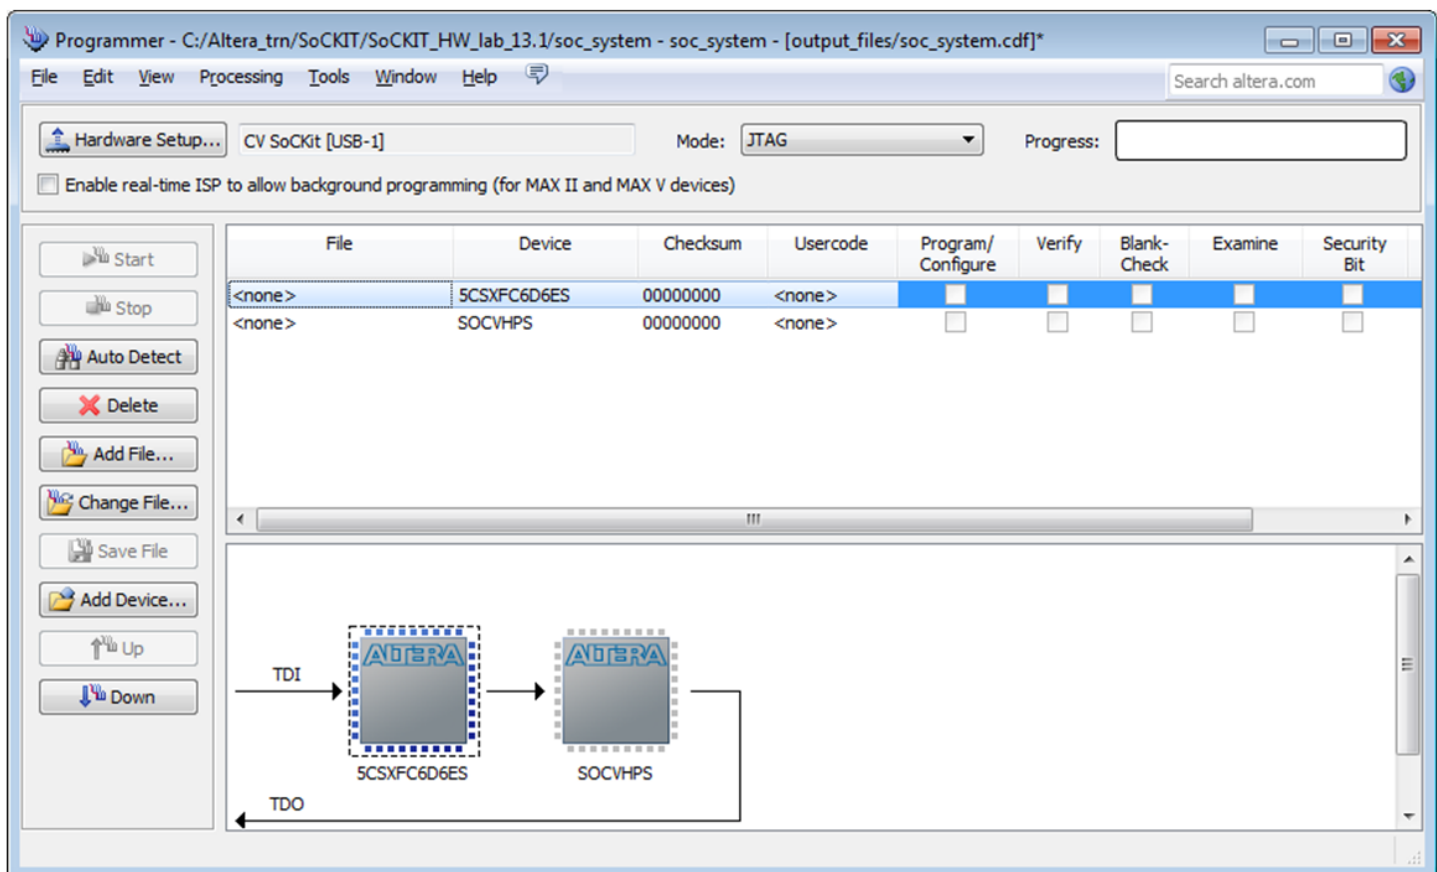 Programmer - C:/Altera_trn/SoCKIT/SoCKIT_HW_lab_13.1/soc_system - soc_system - [output_files/soc_system.cdf]*
File Edit View Processing Tools Window Help
Search altera.com
Hardware Setup... CV SoCKit [USB-1] Mode: JTAG Progress:
Enable real-time ISP to allow background programming (for MAX II and MAX V devices)
Start
Stop
Auto Detect
Delete
Add File...
Change File...
Save File
Add Device...
Up
Down
File Device Checksum Usercode Program/ Verify Blank- Examine Security
Configure Check Bit
<none> 5CSXFC6D6ES 00000000 <none>
<none> SOCVHPS 00000000 <none>
ALTERA ALTERA
TDI
5CSXFC6D6ES SOCVHPS
TDO